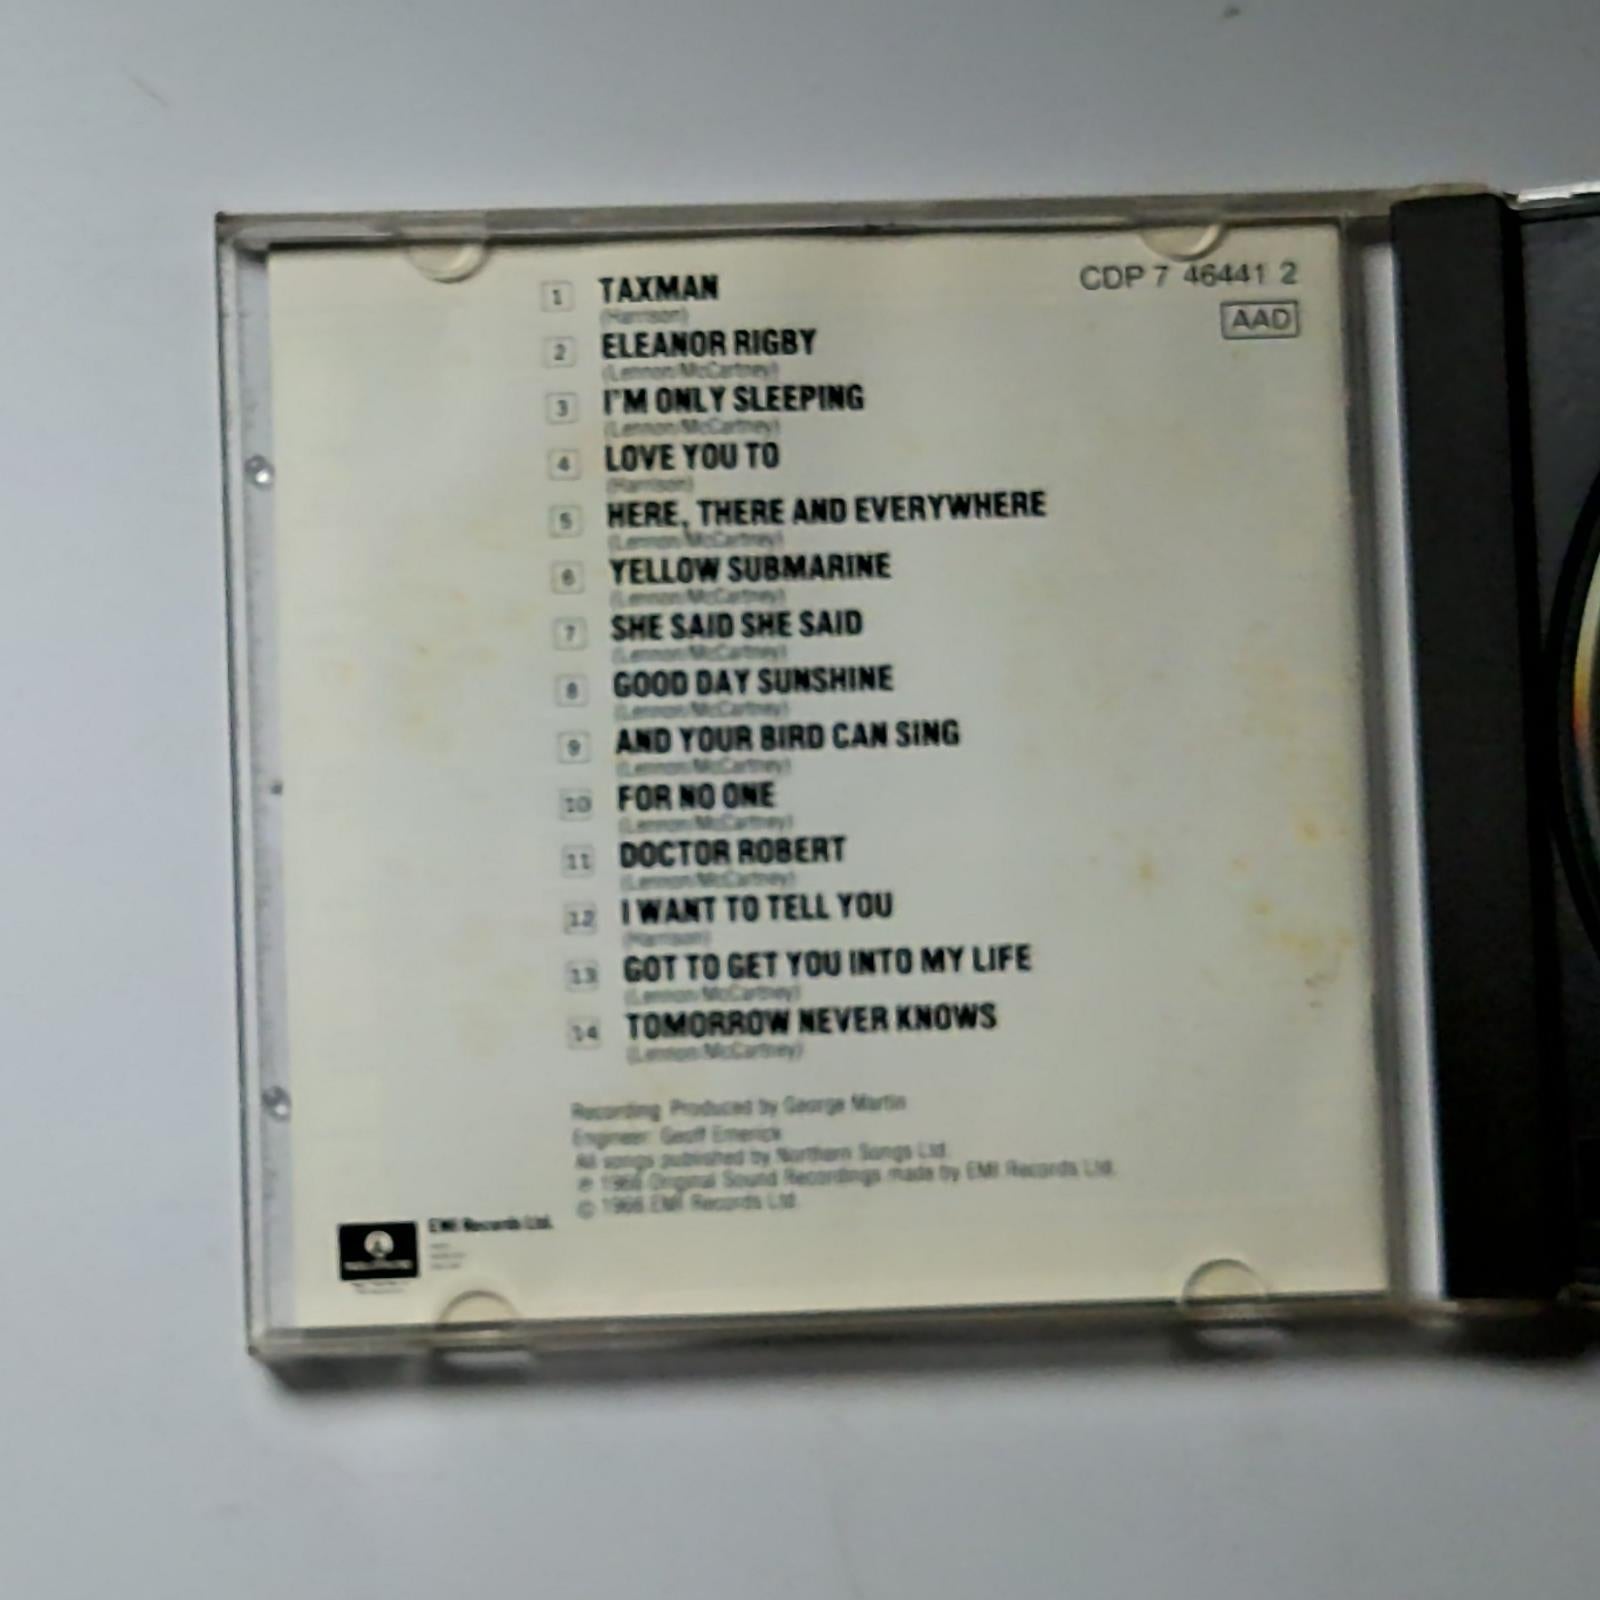 CDP 7 46441 2
AAD
1 TAXMAN
(Harrison)
2 ELEANOR RIGBY
(Lennon/McCartney)
3 I'M ONLY SLEEPING
(Lennon/McCartney)
4 LOVE YOU TO
(Harrison)
5 HERE, THERE AND EVERYWHERE
(Lennon/McCartney)
6 YELLOW SUBMARINE
(Lennon/McCartney)
7 SHE SAID SHE SAID
(Lennon/McCartney)
8 GOOD DAY SUNSHINE
(Lennon/McCartney)
9 AND YOUR BIRD CAN SING
(Lennon/McCartney)
10 FOR NO ONE
(Lennon/McCartney)
11 DOCTOR ROBERT
(Lennon/McCartney)
12 I WANT TO TELL YOU
(Harrison)
13 GOT TO GET YOU INTO MY LIFE
(Lennon/McCartney)
14 TOMORROW NEVER KNOWS
(Lennon/McCartney)
Recording Produced by George Martin
Engineer: Geoff Emerick
All songs published by Northern Songs Ltd.
℗ 1966 Original Sound Recordings made by EMI Records Ltd.
© 1966 EMI Records Ltd.
EMI Records Ltd.